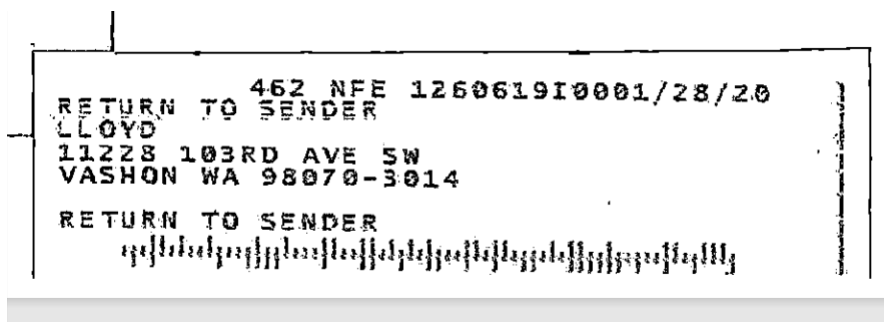 462 NFE 1260619I0001/28/20
RETURN TO SENDER
LLOYD
11228 103RD AVE SW
VASHON WA 98070-3014
RETURN TO SENDER